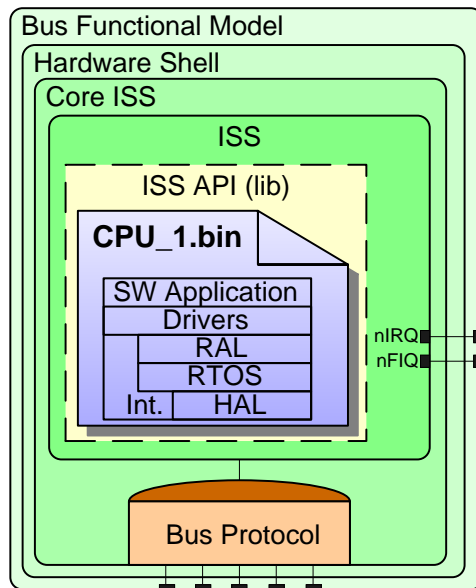 Bus Functional Model
Hardware Shell
Core ISS
ISS
ISS API (lib)
CPU_1.bin
SW Application
Drivers
RAL
RTOS
Int. HAL
nIRQ
nFIQ
Bus Protocol